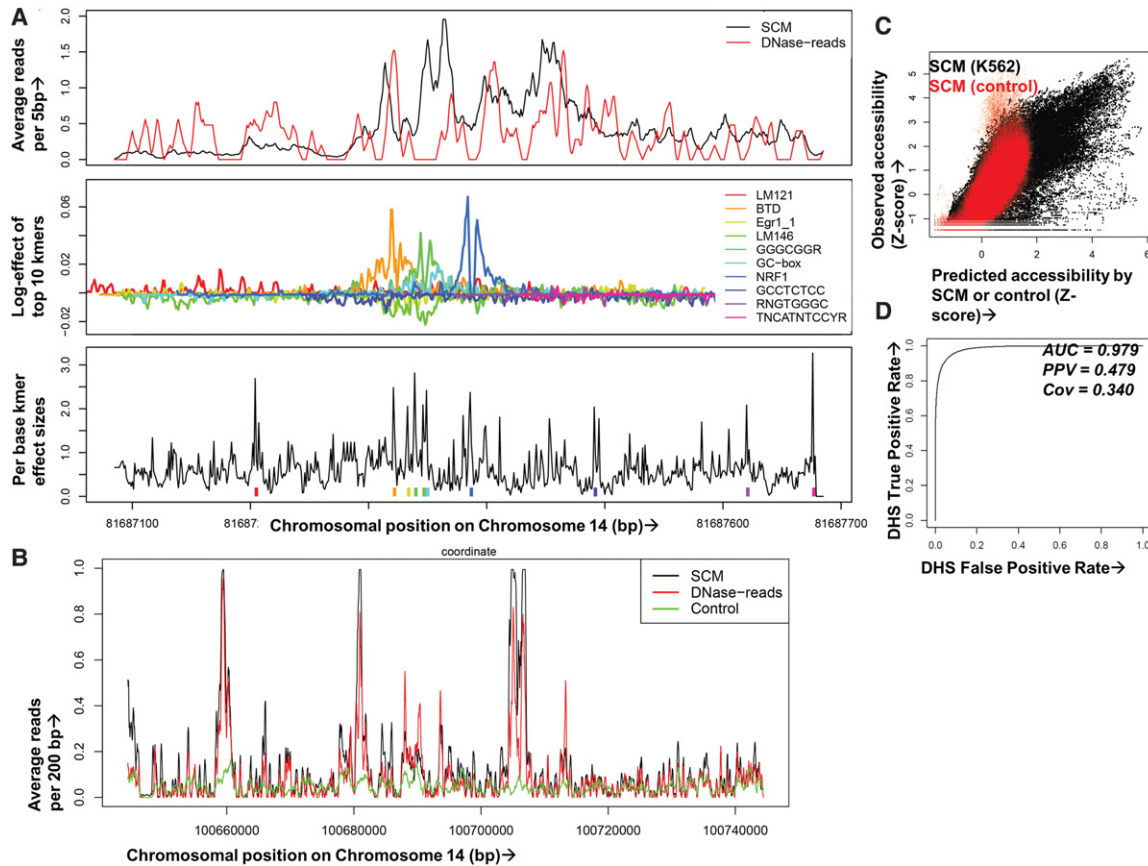 A
Average reads
per 5bp→
2.0
1.5
1.0
0.5
0.0
SCM
DNase-reads
Log-effect of
top 10 kmers
0.06
0.02
-0.02
LM121
BTD
Egr1_1
LM146
GGGCGGR
GC-box
NRF1
GCCTCTCC
RNGTGGGC
TNCATNTCCYR
Per base kmer
effect sizes
3.0
2.0
1.0
0.0
81687100 81687: 81687600 81687700
Chromosomal position on Chromosome 14 (bp)→
coordinate
B
Average reads
per 200 bp→
1.0
0.8
0.6
0.4
0.2
0.0
SCM
DNase-reads
Control
100660000 100680000 100700000 100720000 100740000
Chromosomal position on Chromosome 14 (bp)→
C
Observed accessibility
(Z-score)→
5
4
3
2
1
0
-1
SCM (K562)
SCM (control)
0 2 4 6
Predicted accessibility by
SCM or control (Z-
score)→
D
DHS True Positive Rate→
1.0
0.8
0.6
0.4
0.2
0.0
AUC = 0.979
PPV = 0.479
Cov = 0.340
0.0 0.2 0.4 0.6 0.8 1.0
DHS False Positive Rate→